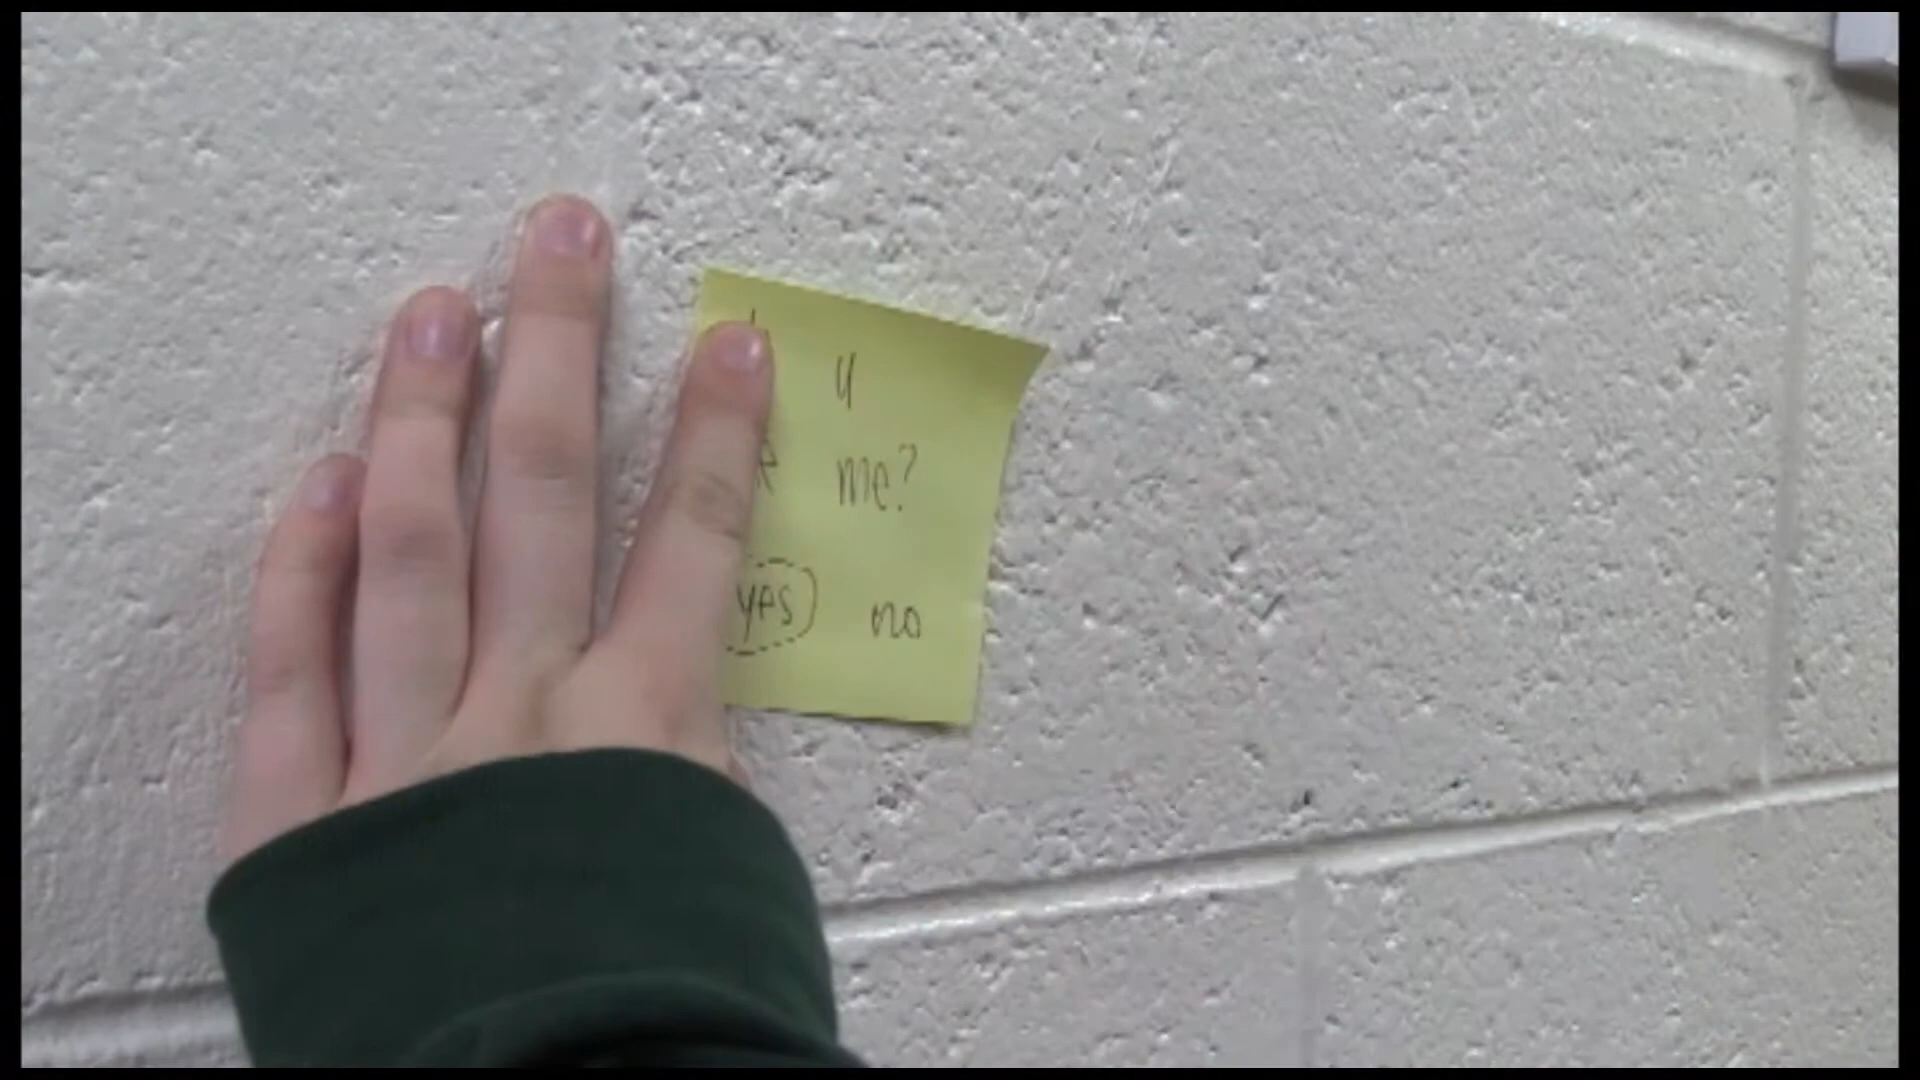 u
me?
yes no